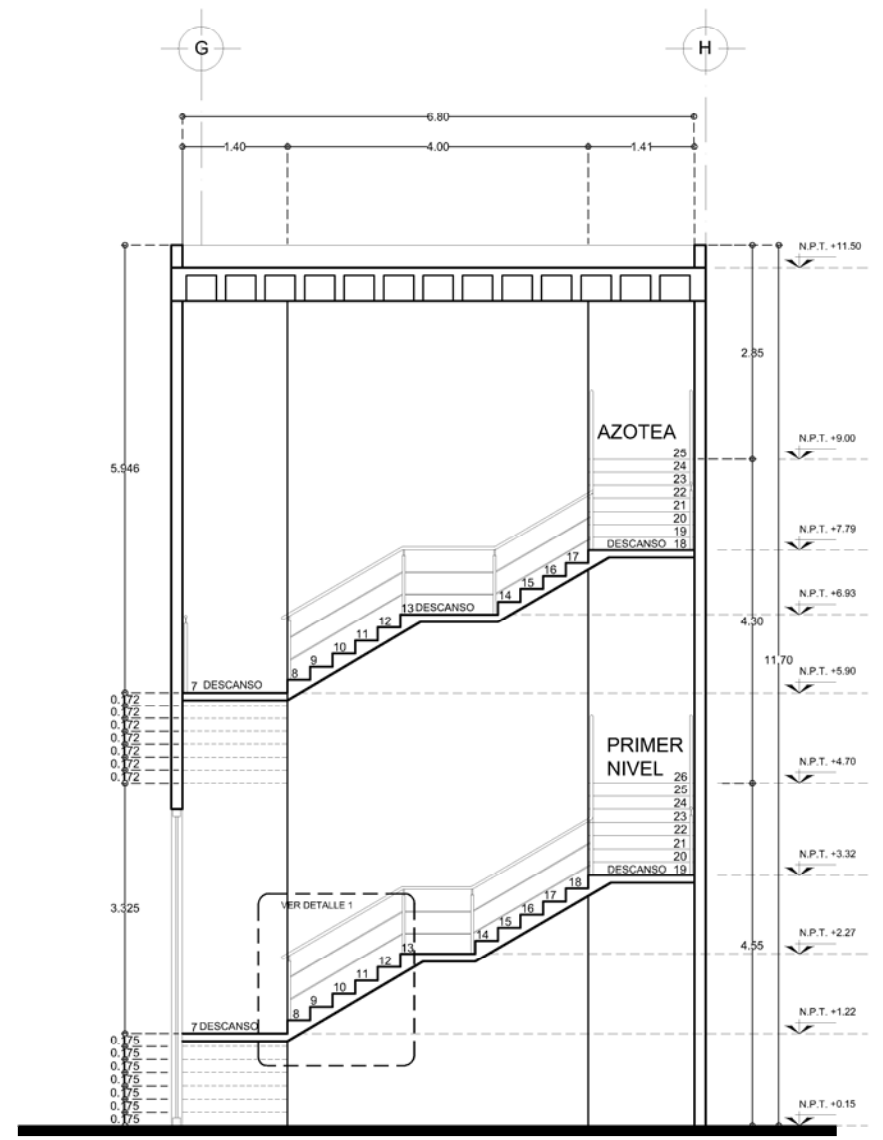 G
H
6.80
1.40
4.00
1.41
N.P.T. +11.50
2.85
AZOTEA
N.P.T. +9.00
25
24
23
22
21
20
19
DESCANSO 18
5.946
N.P.T. +7.79
17
16
15
14
13 DESCANSO
12
11
10
9
8
N.P.T. +6.93
4.30
11.70
7 DESCANSO
N.P.T. +5.90
0.172
0.172
0.172
0.172
0.172
0.172
0.172
PRIMER
NIVEL
N.P.T. +4.70
26
25
24
23
22
21
20
DESCANSO 19
N.P.T. +3.32
3.325
VER DETALLE 1
18
17
16
15
14
13
12
11
10
9
8
4.55
N.P.T. +2.27
7 DESCANSO
N.P.T. +1.22
0.175
0.175
0.175
0.175
0.175
0.175
0.175
N.P.T. +0.15